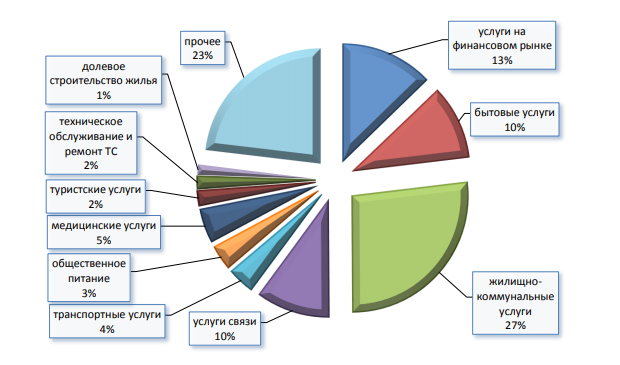 услуги на
финансовом рынке
13%
бытовые услуги
10%
жилищно-
коммунальные
услуги
27%
услуги связи
10%
транспортные услуги
4%
общественное
питание
3%
медицинские услуги
5%
туристские услуги
2%
техническое
обслуживание и
ремонт ТС
2%
долевое
строительство жилья
1%
прочее
23%